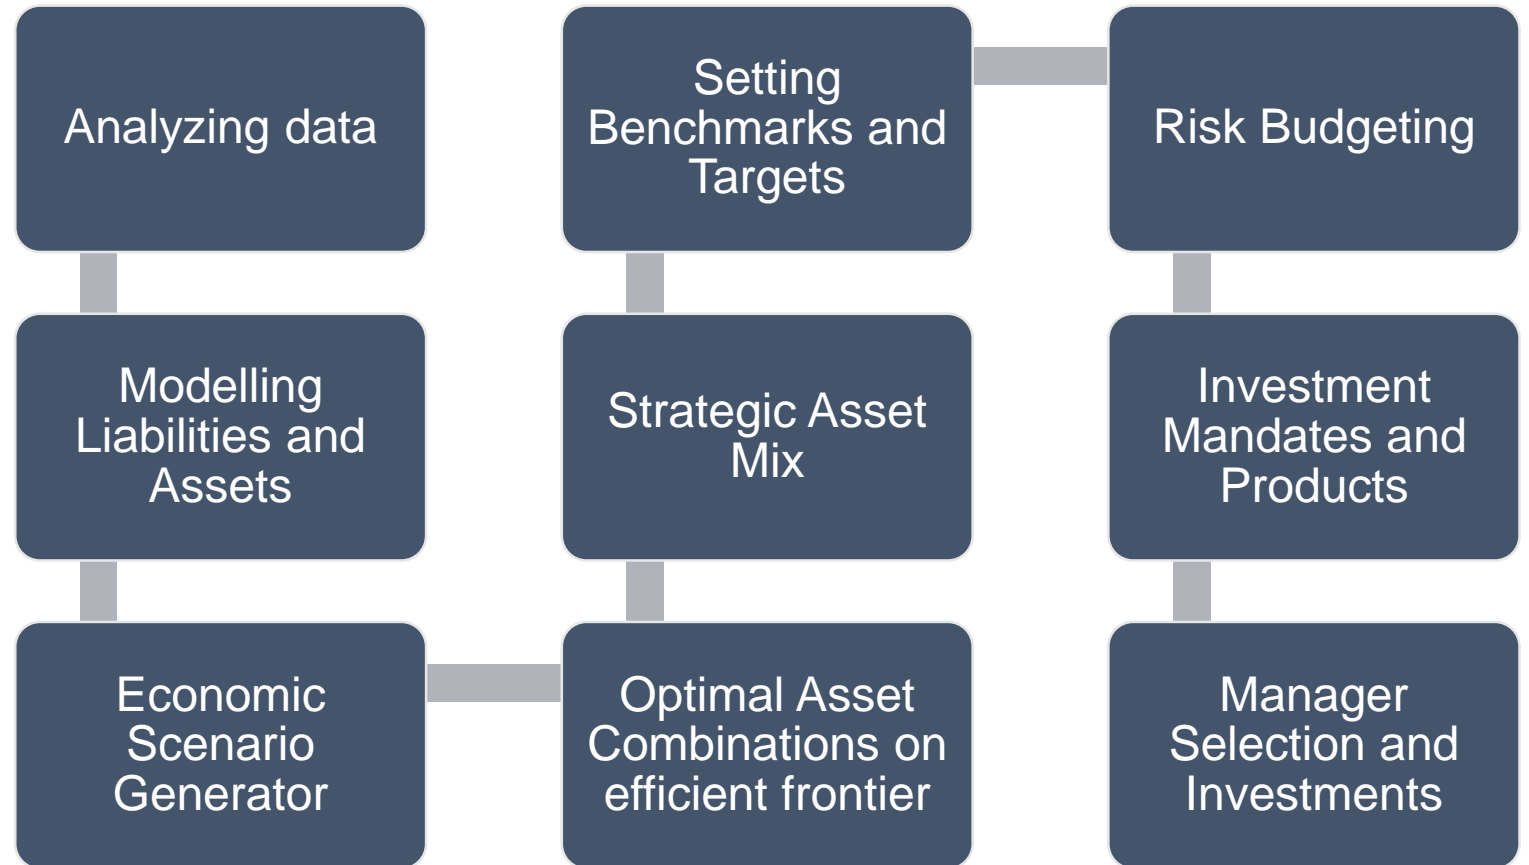 Analyzing data
Modelling
Liabilities and
Assets
Economic
Scenario
Generator
Optimal Asset
Combinations on
efficient frontier
Strategic Asset
Mix
Setting
Benchmarks and
Targets
Risk Budgeting
Investment
Mandates and
Products
Manager
Selection and
Investments